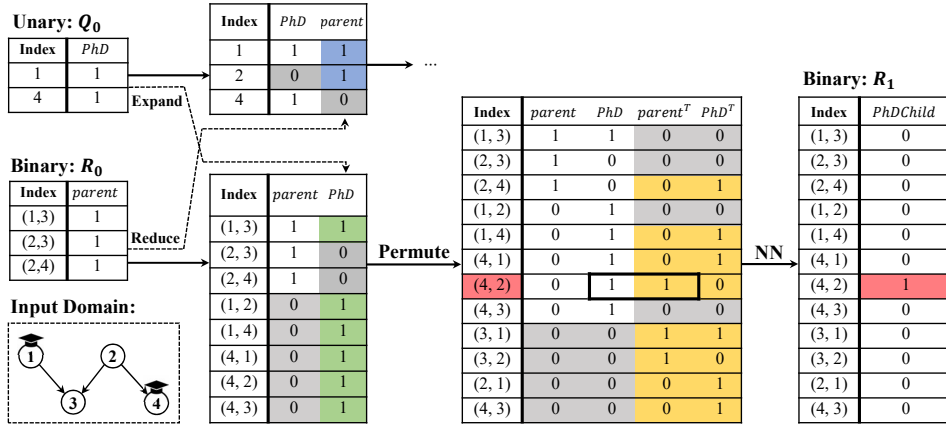 Unary: Q0
Index PhD
1 1
4 1
Index PhD parent
1 1 1
2 0 1
4 1 0
...
Expand
Binary: R0
Index parent
(1,3) 1
(2,3) 1
(2,4) 1
Reduce
Input Domain:
1 2
3 4
Index parent PhD
(1, 3) 1 1
(2, 3) 1 0
(2, 4) 1 0
(1, 2) 0 1
(1, 4) 0 1
(4, 1) 0 1
(4, 2) 0 1
(4, 3) 0 1
Permute
Index parent PhD parent^T PhD^T
(1, 3) 1 1 0 0
(2, 3) 1 0 0 0
(2, 4) 1 0 0 1
(1, 2) 0 1 0 0
(1, 4) 0 1 0 1
(4, 1) 0 1 0 1
(4, 2) 0 1 1 0
(4, 3) 0 1 0 0
(3, 1) 0 0 1 1
(3, 2) 0 0 1 0
(2, 1) 0 0 0 1
(4, 3) 0 0 0 1
NN
Binary: R1
Index PhDChild
(1, 3) 0
(2, 3) 0
(2, 4) 0
(1, 2) 0
(1, 4) 0
(4, 1) 0
(4, 2) 1
(4, 3) 0
(3, 1) 0
(3, 2) 0
(2, 1) 0
(4, 3) 0